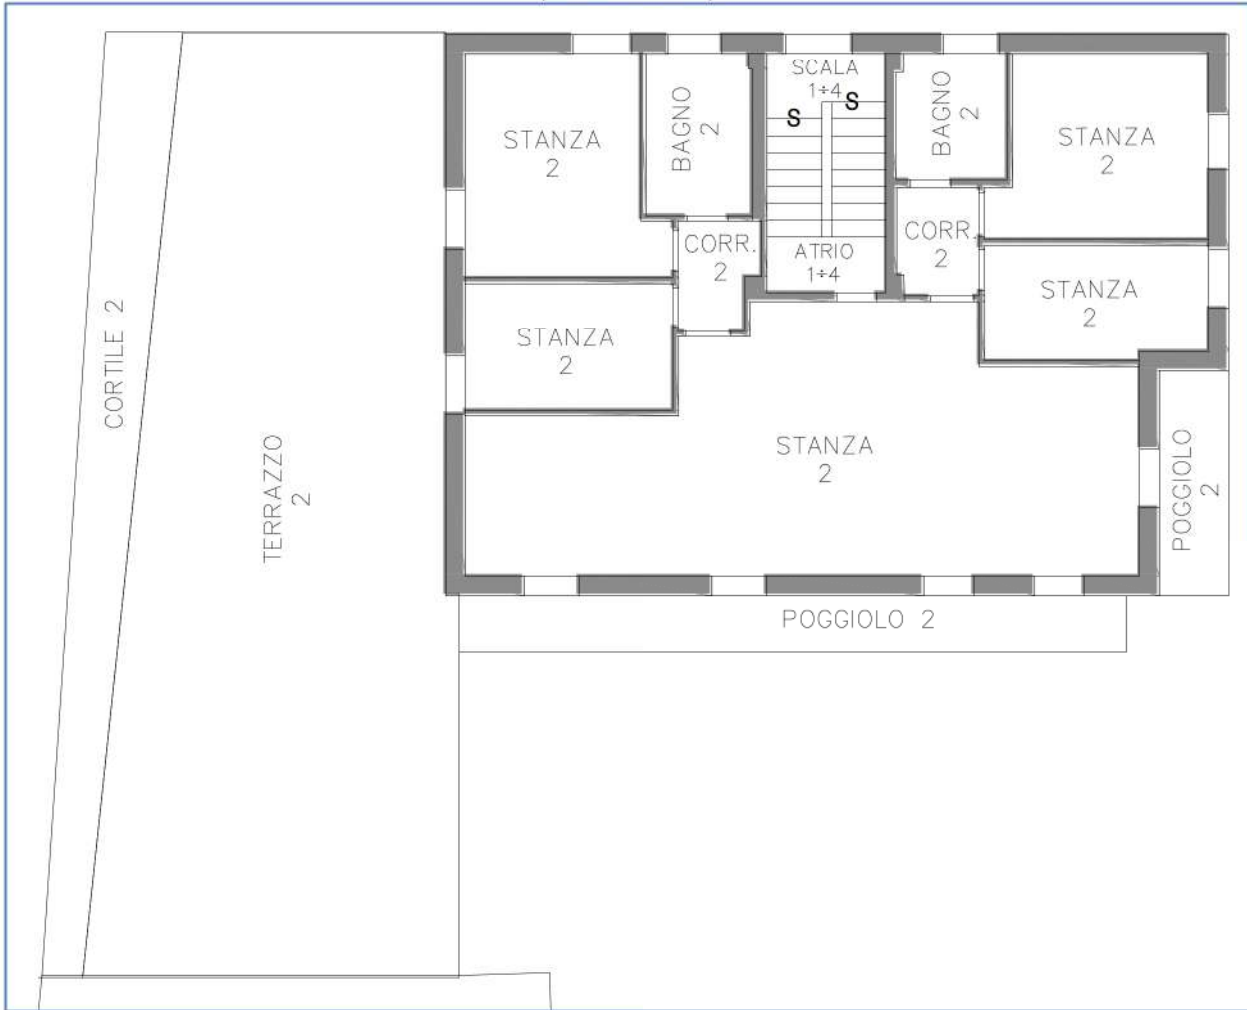 SCALA
1÷4
S
S
STANZA
2
BAGNO
2
BAGNO
2
STANZA
2
CORR.
2
ATRIO
1÷4
CORR.
2
STANZA
2
STANZA
2
CORTILE 2
TERRAZZO
2
STANZA
2
POGGIOLO
2
POGGIOLO 2